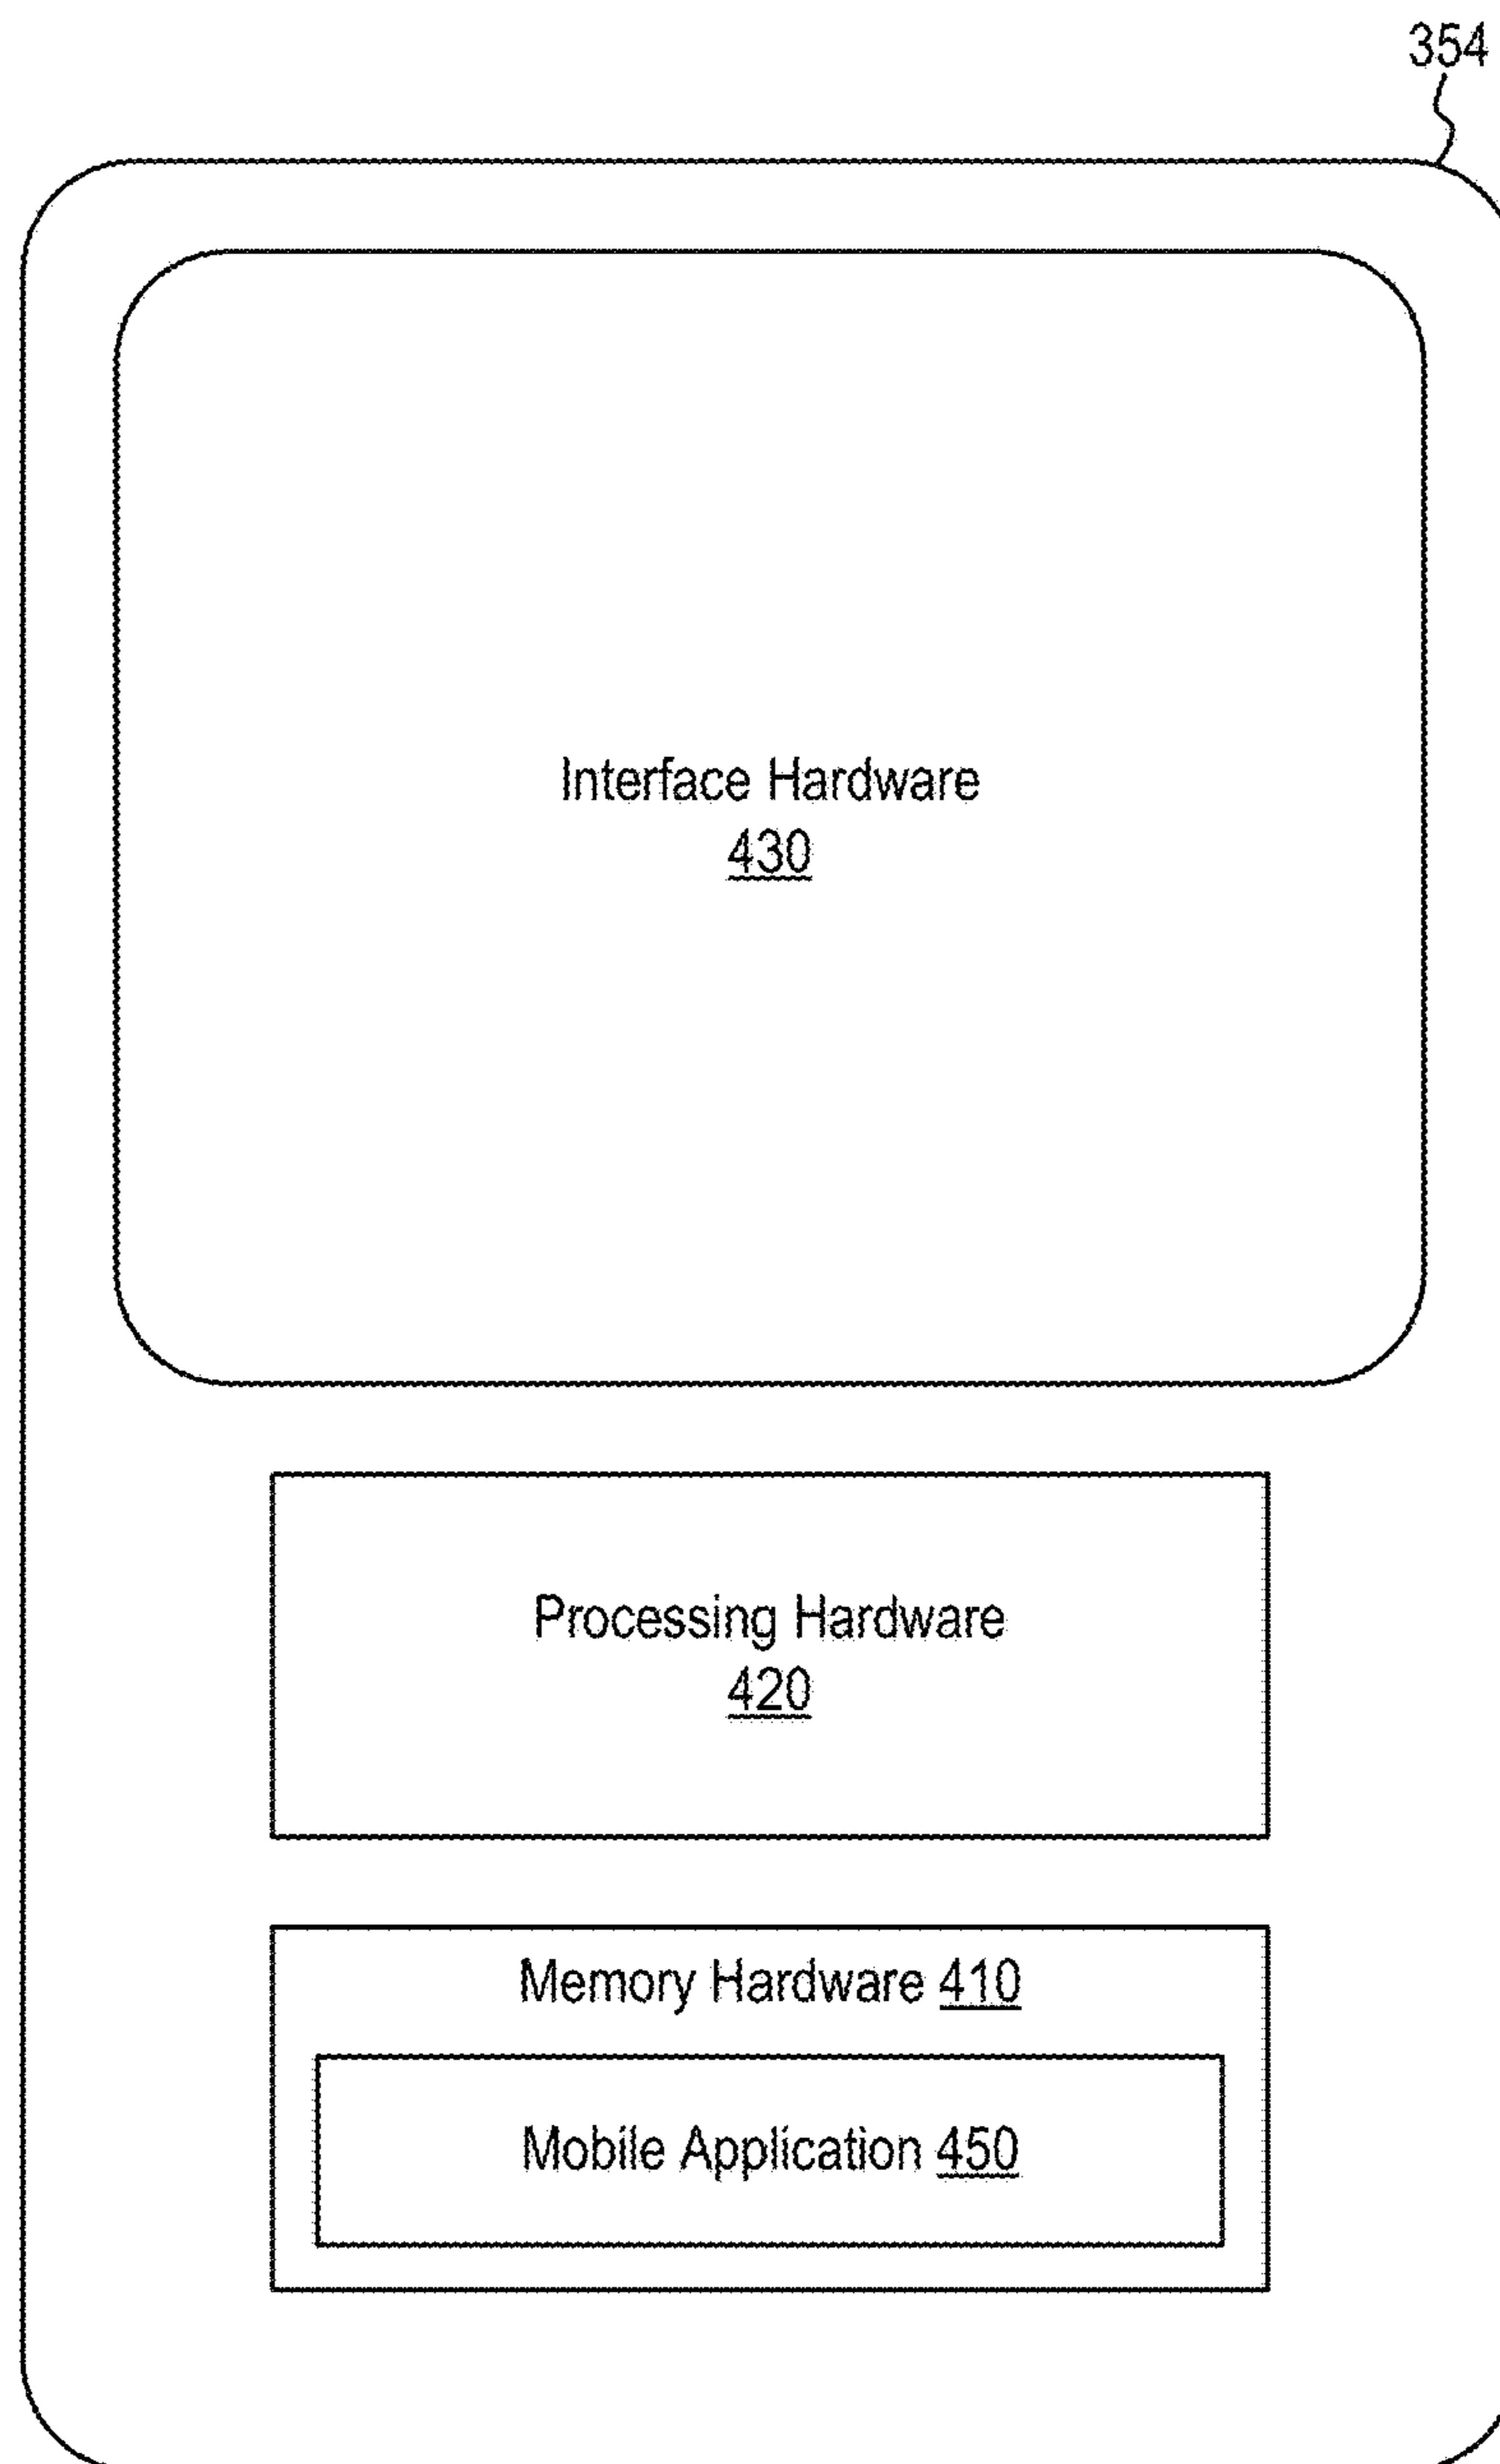 354
Interface Hardware
430
Processing Hardware
420
Memory Hardware 410
Mobile Application 450